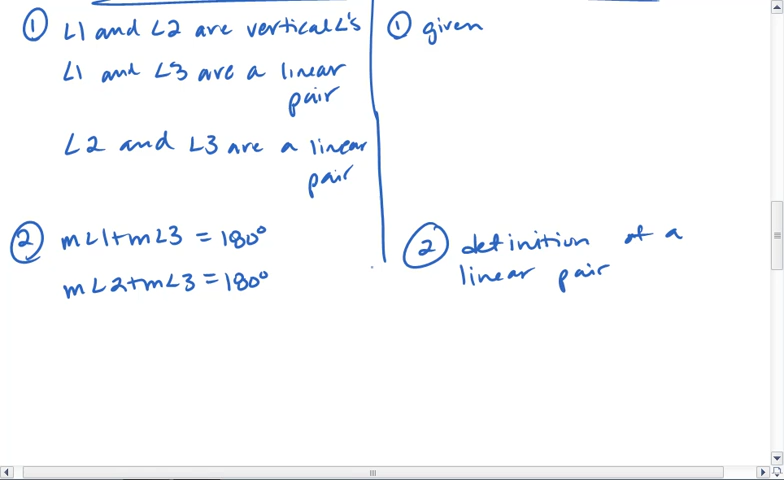 ① ∠1 and ∠2 are vertical ∠'s
∠1 and ∠3 are a linear
pair
∠2 and ∠3 are a linear
pair
② m∠1+m∠3 = 180°
m∠2+m∠3 = 180°
① given
② definition of a
linear pair